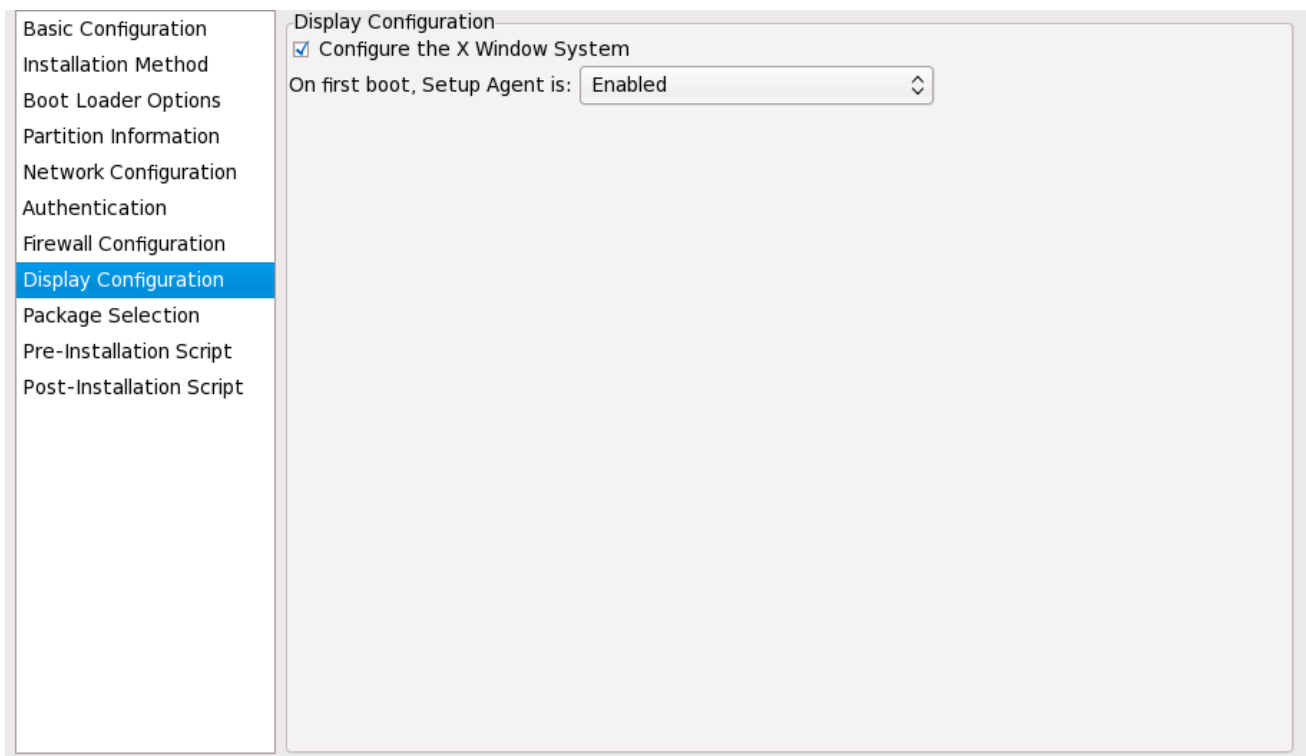 Basic Configuration
Installation Method
Boot Loader Options
Partition Information
Network Configuration
Authentication
Firewall Configuration
Display Configuration
Package Selection
Pre-Installation Script
Post-Installation Script
Display Configuration
Configure the X Window System
On first boot, Setup Agent is: Enabled